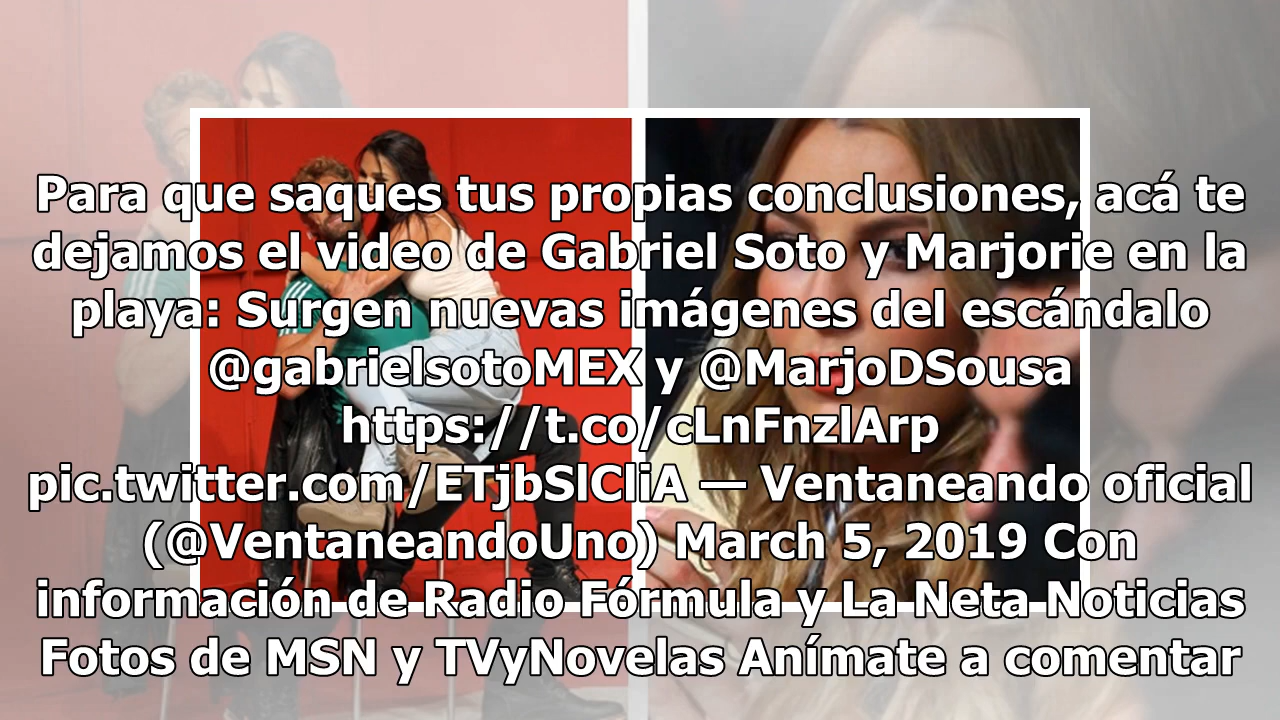 Para que saques tus propias conclusiones, acá te
dejamos el video de Gabriel Soto y Marjorie en la
playa: Surgen nuevas imágenes del escándalo
@gabrielsotoMEX y @MarjoDSousa
https://t.co/cLnFnzlArp
pic.twitter.com/ETjbSlCliA — Ventaneando oficial
(@VentaneandoUno) March 5, 2019 Con
información de Radio Fórmula y La Neta Noticias
Fotos de MSN y TVyNovelas Anímate a comentar